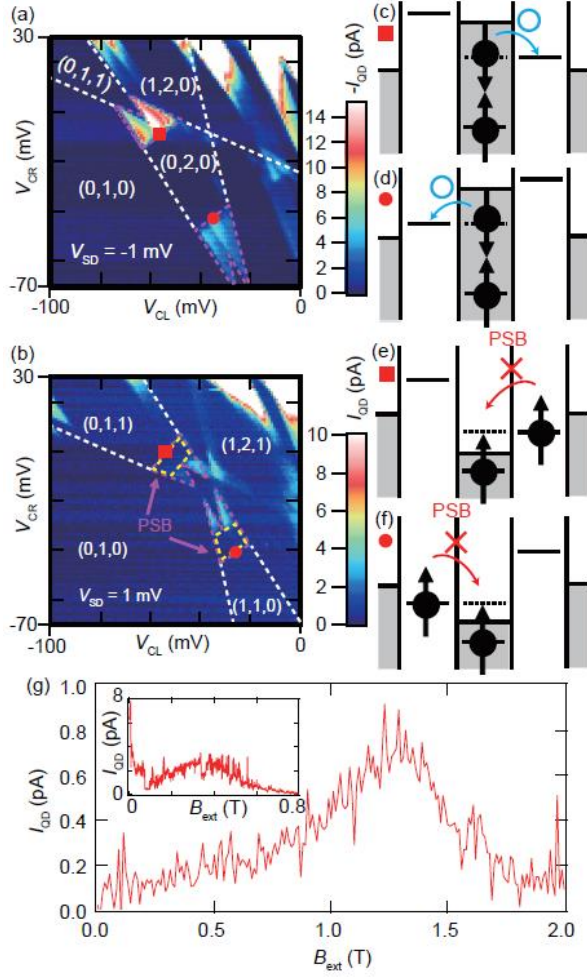 (a)
30
(0,1,1)
(1,2,0)
(0,2,0)
(0,1,0)
V_SD = -1 mV
V_CR (mV)
-70
-100
V_CL (mV)
0
-I_QD (pA)
14
12
10
8
6
4
2
0
(c)
(d)
(b)
30
(0,1,1)
(1,2,1)
PSB
(0,1,0)
V_SD = 1 mV
(1,1,0)
V_CR (mV)
-70
-100
V_CL (mV)
0
I_QD (pA)
10
8
6
4
2
0
(e)
PSB
(f)
PSB
(g)
1.0
0.8
0.6
0.4
0.2
0.0
I_QD (pA)
0.0
0.5
1.0
1.5
2.0
B_ext (T)
8
0
I_QD (pA)
0
B_ext (T)
0.8